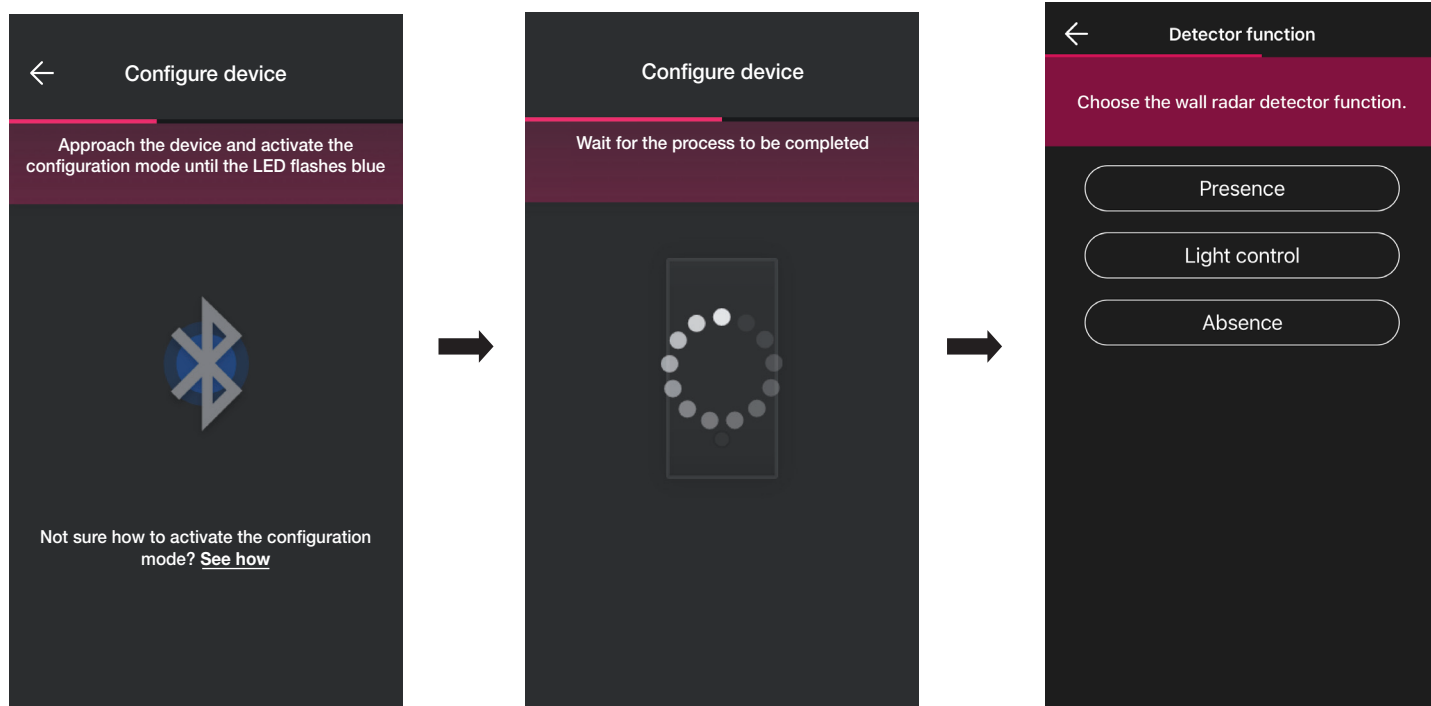 Configure device
Approach the device and activate the
configuration mode until the LED flashes blue
Not sure how to activate the configuration
mode? See how
Configure device
Wait for the process to be completed
Detector function
Choose the wall radar detector function.
Presence
Light control
Absence